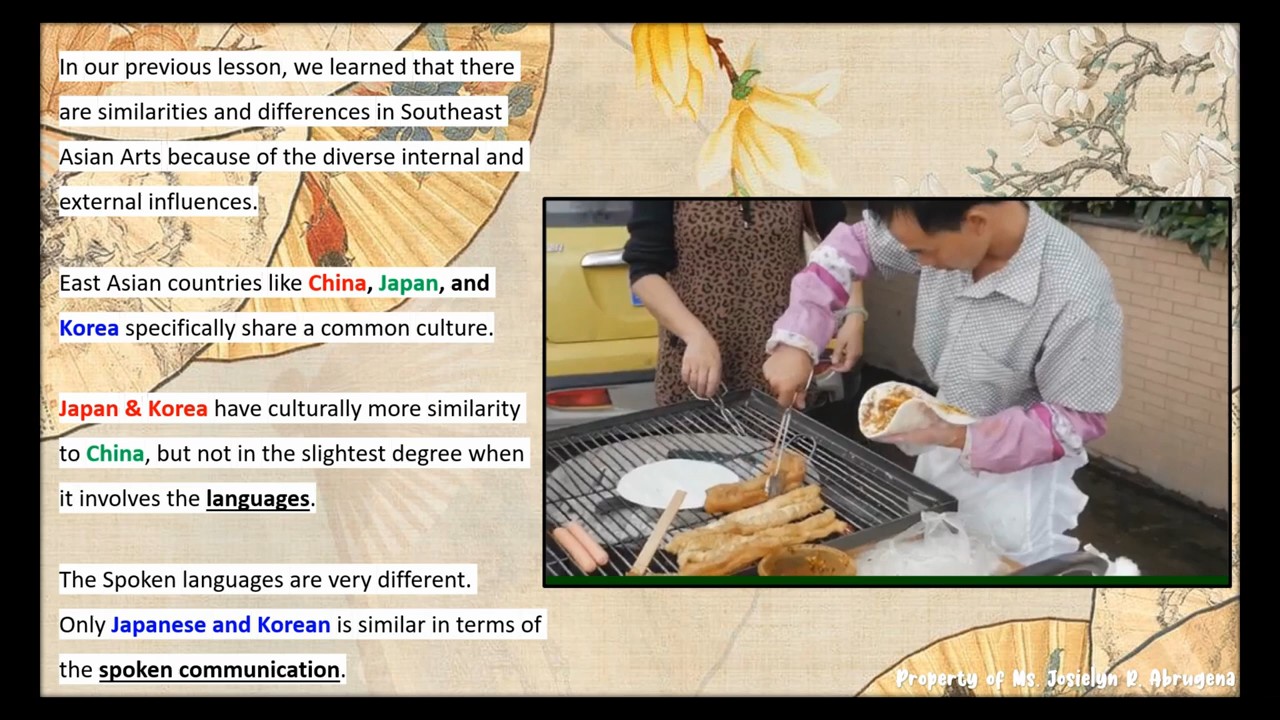 In our previous lesson, we learned that there
are similarities and differences in Southeast
Asian Arts because of the diverse internal and
external influences.
East Asian countries like China, Japan, and
Korea specifically share a common culture.
Japan & Korea have culturally more similarity
to China, but not in the slightest degree when
it involves the languages.
The Spoken languages are very different.
Only Japanese and Korean is similar in terms of
the spoken communication.
Property of Ms. Josielyn R. Abrugena